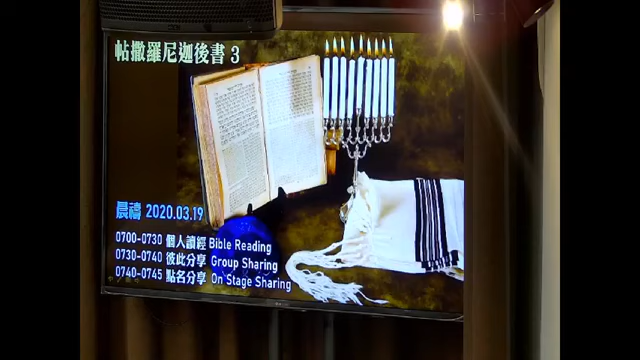 帖撒羅尼迦後書 3
晨禱 2020.03.19
0700-0730 個人讀經 Bible Reading
0730-0740 彼此分享 Group Sharing
0740-0745 點名分享 On Stage Sharing